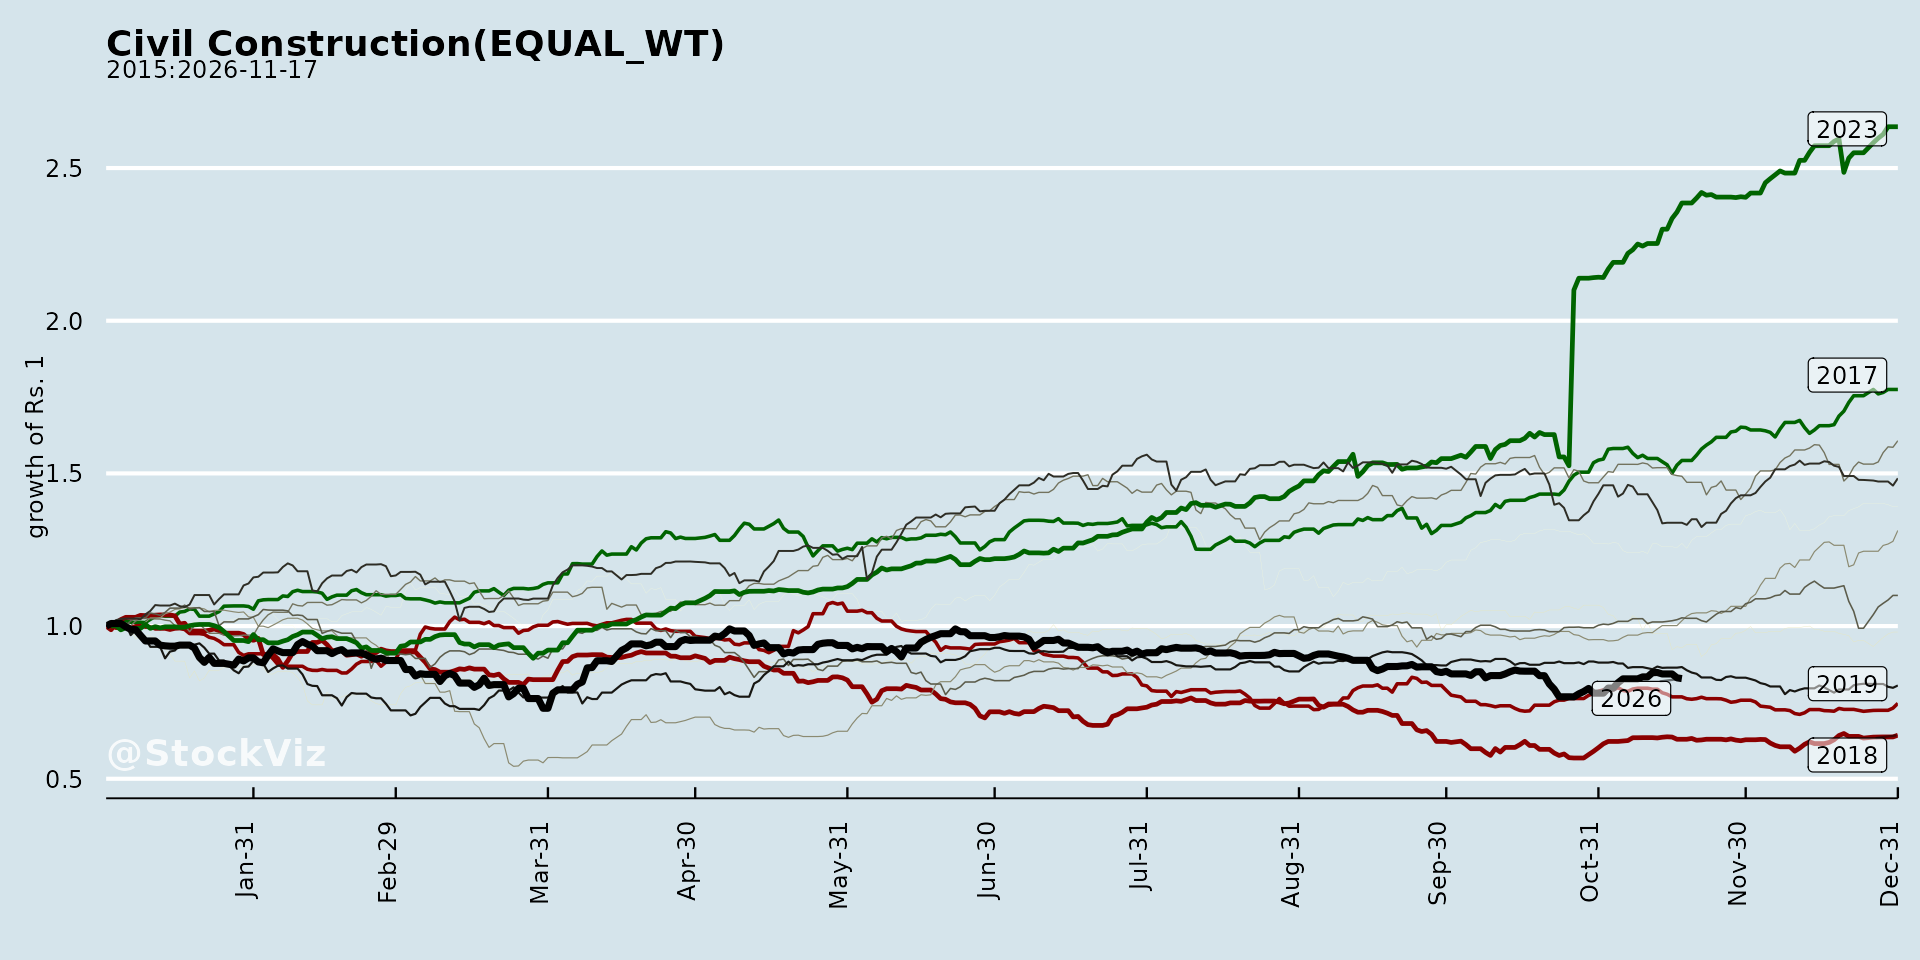 Civil Construction(EQUAL_WT)
2015:2026-11-17
growth of Rs. 1
2.5
2.0
1.5
1.0
0.5
2023
2017
2019
2026
2018
@StockViz
Jan-31
Feb-29
Mar-31
Apr-30
May-31
Jun-30
Jul-31
Aug-31
Sep-30
Oct-31
Nov-30
Dec-31